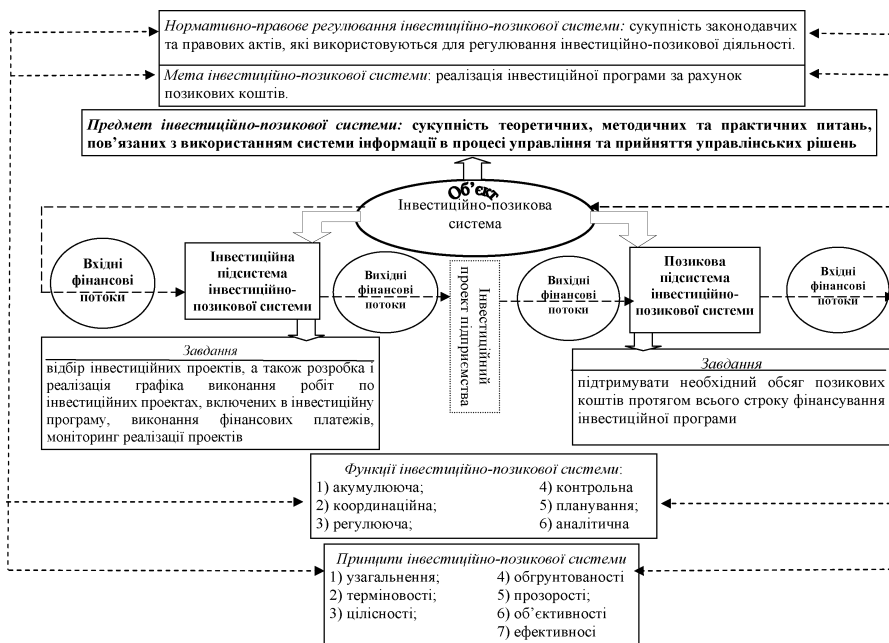 Нормативно-правове регулювання інвестиційно-позикової системи: сукупність законодавчих
та правових актів, які використовуються для регулювання інвестиційно-позикової діяльності.
Мета інвестиційно-позикової системи: реалізація інвестиційної програми за рахунок
позикових коштів.
Предмет інвестиційно-позикової системи: сукупність теоретичних, методичних та практичних питань,
пов’язаних з використанням системи інформації в процесі управління та прийняття управлінських рішень
Об’єкт
Інвестиційно-позикова
система
Вхідні
фінансові
потоки
Інвестиційна
підсистема
інвестиційно-
позикової системи
Вихідні
фінансові
потоки
Інвестиційний
проект підприємства
Вихідні
фінансові
потоки
Позикова
підсистема
інвестиційно-
позикової системи
Вихідні
фінансові
потоки
Завдання
відбір інвестиційних проектів, а також розробка і
реалізація графіка виконання робіт по
інвестиційних проектах, включених в інвестиційну
програму, виконання фінансових платежів,
моніторинг реалізації проектів
Завдання
підтримувати необхідний обсяг позикових
коштів протягом всього строку фінансування
інвестиційної програми
Функції інвестиційно-позикової системи:
1) акумулююча;
2) координаційна;
3) регулююча;
4) контрольна
5) планування;
6) аналітична
Принципи інвестиційно-позикової системи
1) узагальнення;
2) терміновості;
3) цілісності;
4) обгрунтованості
5) прозорості;
6) об’єктивності
7) ефективносі